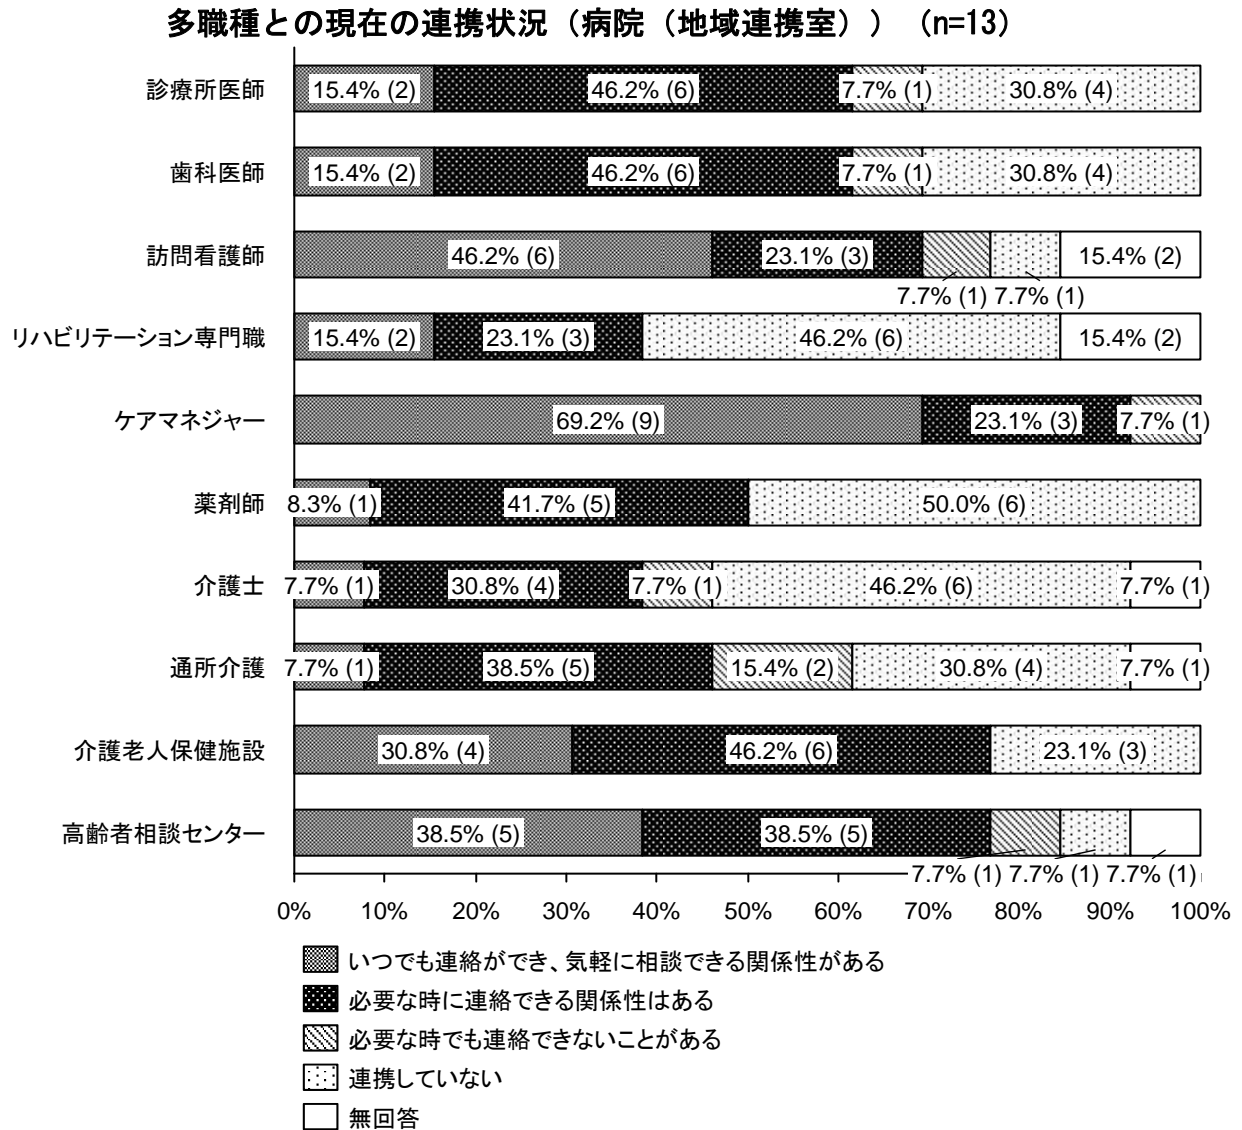 多職種との現在の連携状況（病院（地域連携室））（n=13）
診療所医師 15.4% (2) 46.2% (6) 7.7% (1) 30.8% (4)
歯科医師 15.4% (2) 46.2% (6) 7.7% (1) 30.8% (4)
訪問看護師 46.2% (6) 23.1% (3) 15.4% (2)
7.7% (1) 7.7% (1)
リハビリテーション専門職 15.4% (2) 23.1% (3) 46.2% (6) 15.4% (2)
ケアマネジャー 69.2% (9) 23.1% (3) 7.7% (1)
薬剤師 8.3% (1) 41.7% (5) 50.0% (6)
介護士 7.7% (1) 30.8% (4) 7.7% (1) 46.2% (6) 7.7% (1)
通所介護 7.7% (1) 38.5% (5) 15.4% (2) 30.8% (4) 7.7% (1)
介護老人保健施設 30.8% (4) 46.2% (6) 23.1% (3)
高齢者相談センター 38.5% (5) 38.5% (5)
7.7% (1) 7.7% (1) 7.7% (1)
0% 10% 20% 30% 40% 50% 60% 70% 80% 90% 100%
いつでも連絡ができ、気軽に相談できる関係性がある
必要な時に連絡できる関係性はある
必要な時でも連絡できないことがある
連携していない
無回答